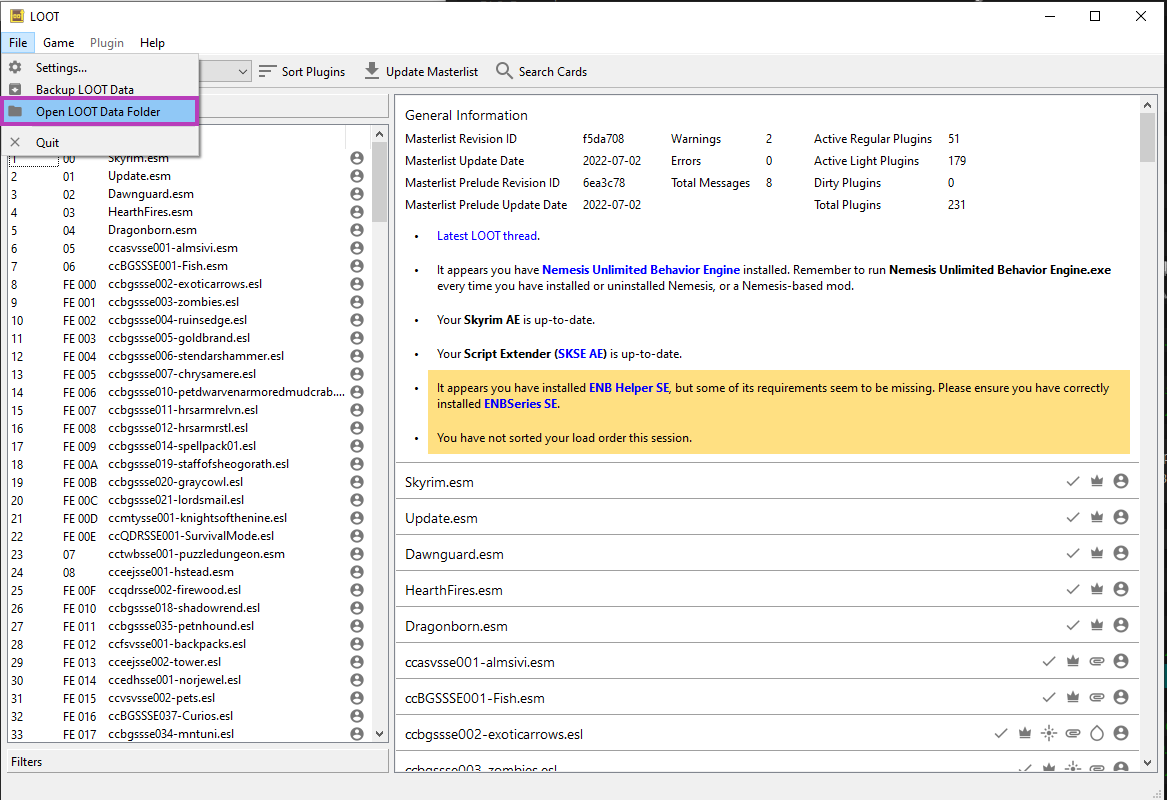 LOOT
File Game Plugin Help
Settings...
Backup LOOT Data
Open LOOT Data Folder
Quit
Sort Plugins Update Masterlist Search Cards
1 00 Skyrim.esm
2 01 Update.esm
3 02 Dawnguard.esm
4 03 HearthFires.esm
5 04 Dragonborn.esm
6 05 ccasvsse001-almsivi.esm
7 06 ccBGSSSE001-Fish.esm
8 FE 000 ccbgssse002-exoticarrows.esl
9 FE 001 ccbgssse003-zombies.esl
10 FE 002 ccbgssse004-ruinsedge.esl
11 FE 003 ccbgssse005-goldbrand.esl
12 FE 004 ccbgssse006-stendarshammer.esl
13 FE 005 ccbgssse007-chrysamere.esl
14 FE 006 ccbgssse010-petdwarvenarmoredmudcrab....
15 FE 007 ccbgssse011-hrsarmrelvn.esl
16 FE 008 ccbgssse012-hrsarmrstl.esl
17 FE 009 ccbgssse014-spellpack01.esl
18 FE 00A ccbgssse019-staffofsheogorath.esl
19 FE 00B ccbgssse020-graycowl.esl
20 FE 00C ccbgssse021-lordsmail.esl
21 FE 00D ccmtysse001-knightsofthenine.esl
22 FE 00E ccQDRSSE001-SurvivalMode.esl
23 07 cctwbsse001-puzzledungeon.esm
24 08 cceejsse001-hstead.esm
25 FE 00F ccqdrsse002-firewood.esl
26 FE 010 ccbgssse018-shadowrend.esl
27 FE 011 ccbgssse035-petnhound.esl
28 FE 012 ccfsvsse001-backpacks.esl
29 FE 013 cceejsse002-tower.esl
30 FE 014 ccedhsse001-norjewel.esl
31 FE 015 ccvsvsse002-pets.esl
32 FE 016 ccBGSSSE037-Curios.esl
33 FE 017 ccbgssse034-mntuni.esl
Filters
General Information
Masterlist Revision ID f5da708 Warnings 2 Active Regular Plugins 51
Masterlist Update Date 2022-07-02 Errors 0 Active Light Plugins 179
Masterlist Prelude Revision ID 6ea3c78 Total Messages 8 Dirty Plugins 0
Masterlist Prelude Update Date 2022-07-02 Total Plugins 231
• Latest LOOT thread.
• It appears you have Nemesis Unlimited Behavior Engine installed. Remember to run Nemesis Unlimited Behavior Engine.exe
every time you have installed or uninstalled Nemesis, or a Nemesis-based mod.
• Your Skyrim AE is up-to-date.
• Your Script Extender (SKSE AE) is up-to-date.
• It appears you have installed ENB Helper SE, but some of its requirements seem to be missing. Please ensure you have correctly
installed ENBSeries SE.
• You have not sorted your load order this session.
Skyrim.esm
Update.esm
Dawnguard.esm
HearthFires.esm
Dragonborn.esm
ccasvsse001-almsivi.esm
ccBGSSSE001-Fish.esm
ccbgssse002-exoticarrows.esl
ccbgssse003-zombies.esl